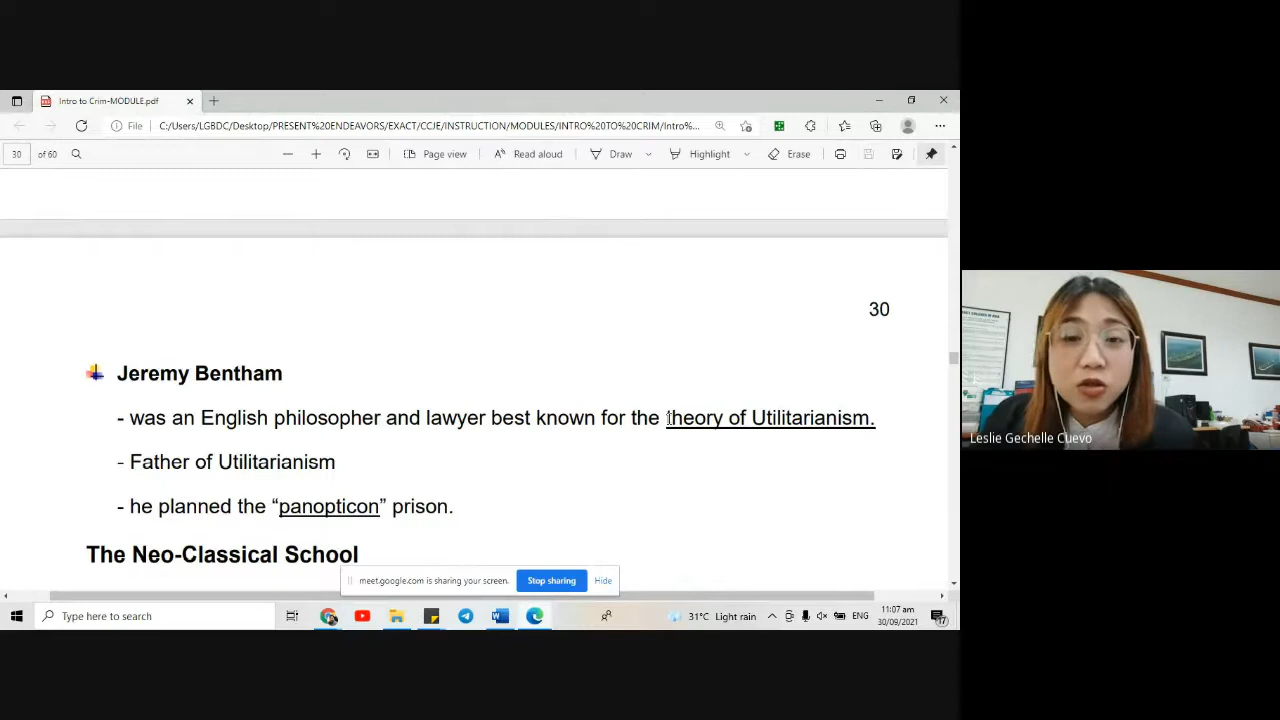 Intro to Crim-MODULE.pdf
File C:/Users/LGBDC/Desktop/PRESENT%20ENDEAVORS/EXACT/CCJE/INSTRUCTION/MODULES/INTRO%20TO%20CRIM/Intro%...
30 of 60 Page view Read aloud Draw Highlight Erase
30
Jeremy Bentham
- was an English philosopher and lawyer best known for the theory of Utilitarianism.
- Father of Utilitarianism
- he planned the “panopticon” prison.
The Neo-Classical School
meet.google.com is sharing your screen. Stop sharing Hide
Type here to search 31°C Light rain ENG 11:07 am
30/09/2021
17
Leslie Gechelle Cuevo